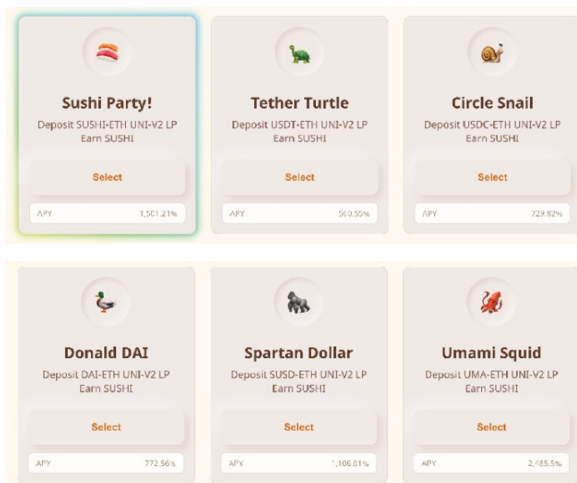 Sushi Party!
Deposit SUSHI-ETH UNI-V2 LP
Earn SUSHI
Select
APY 1,501.21%
Tether Turtle
Deposit USDT-ETH UNI-V2 LP
Earn SUSHI
Select
APY 560.55%
Circle Snail
Deposit USDC-ETH UNI-V2 LP
Earn SUSHI
Select
APY 729.82%
Donald DAI
Deposit DAI-ETH UNI-V2 LP
Earn SUSHI
Select
APY 772.56%
Spartan Dollar
Deposit SUSD-ETH UNI-V2 LP
Earn SUSHI
Select
APY 1,106.01%
Umami Squid
Deposit UMA-ETH UNI-V2 LP
Earn SUSHI
Select
APY 2,485.5%